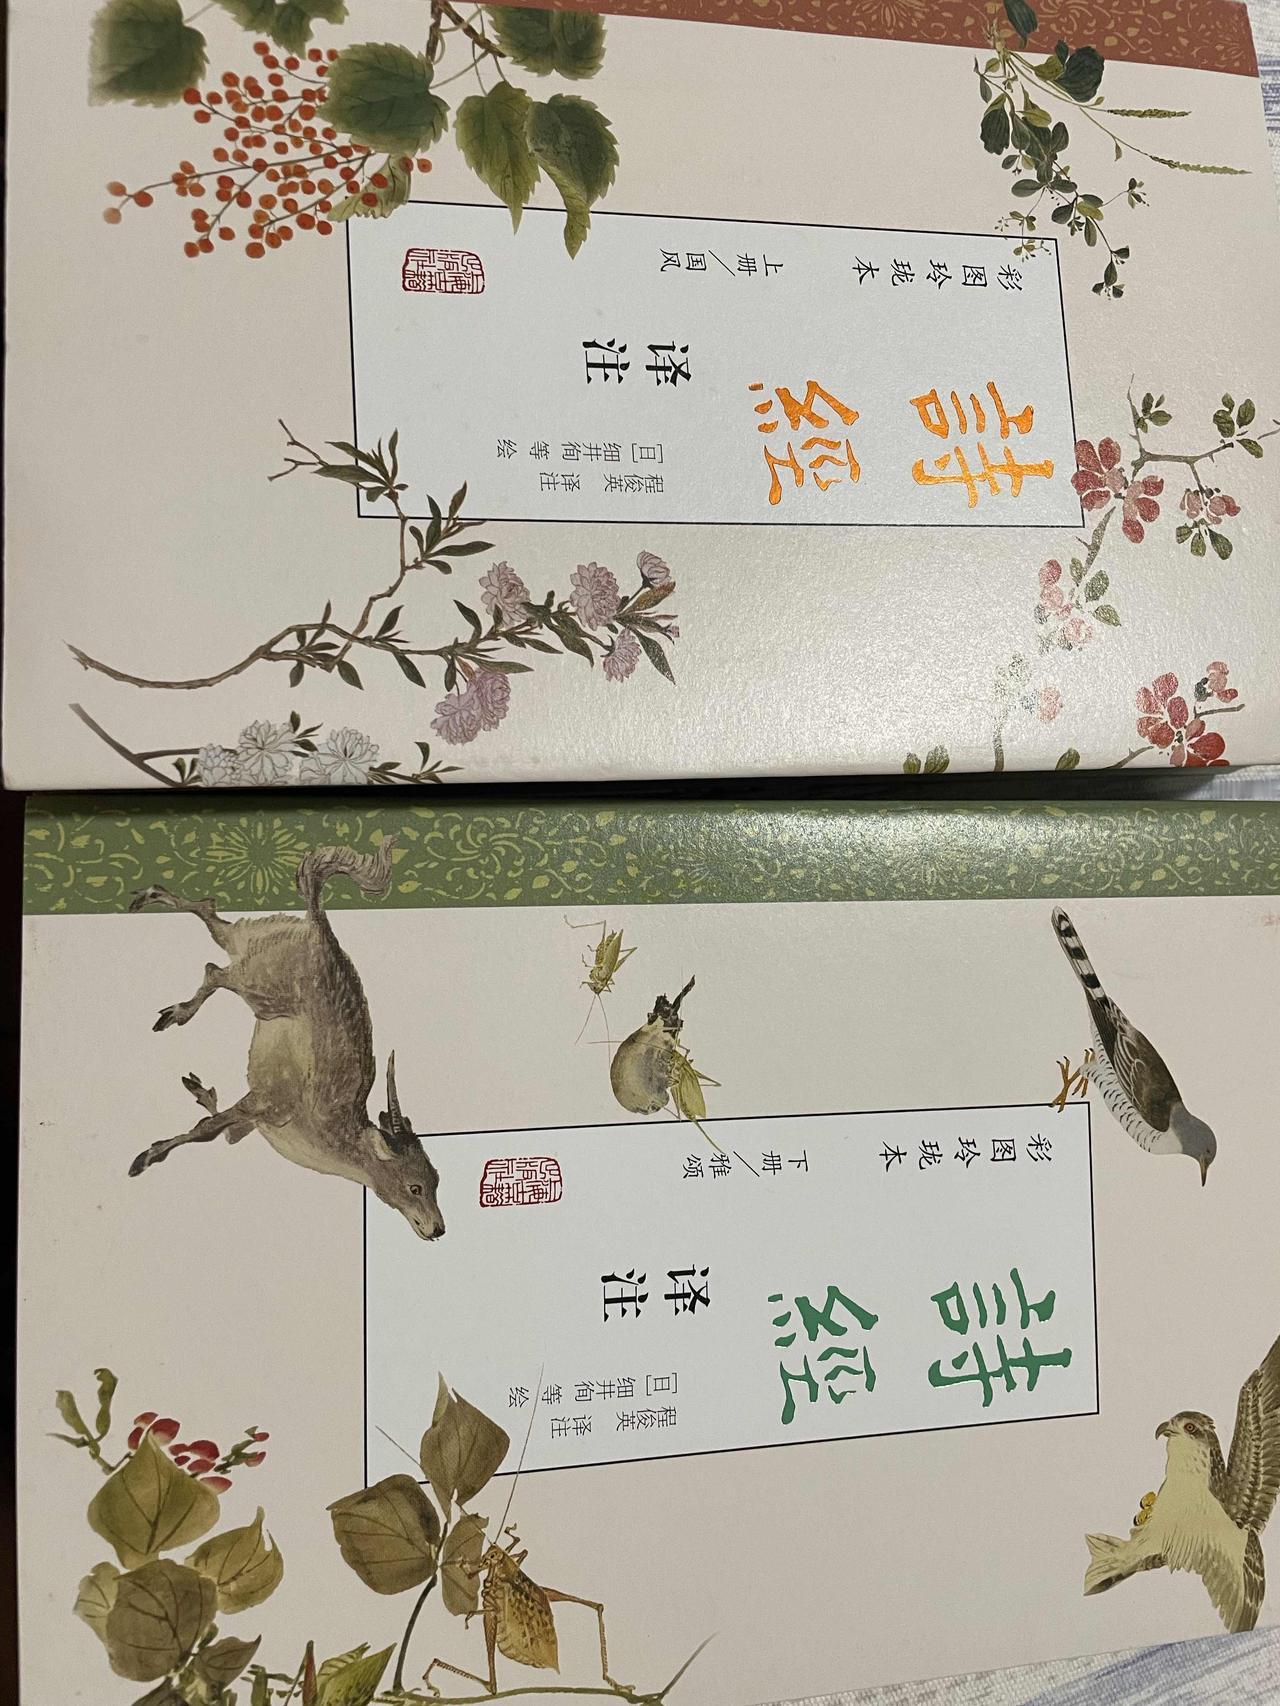 彩图玲珑本
詩經
译注
上册／国风
程俊英 译注
［日］细井徇等 绘
彩图玲珑本
詩經
译注
下册／雅颂
程俊英 译注
［日］细井徇等 绘